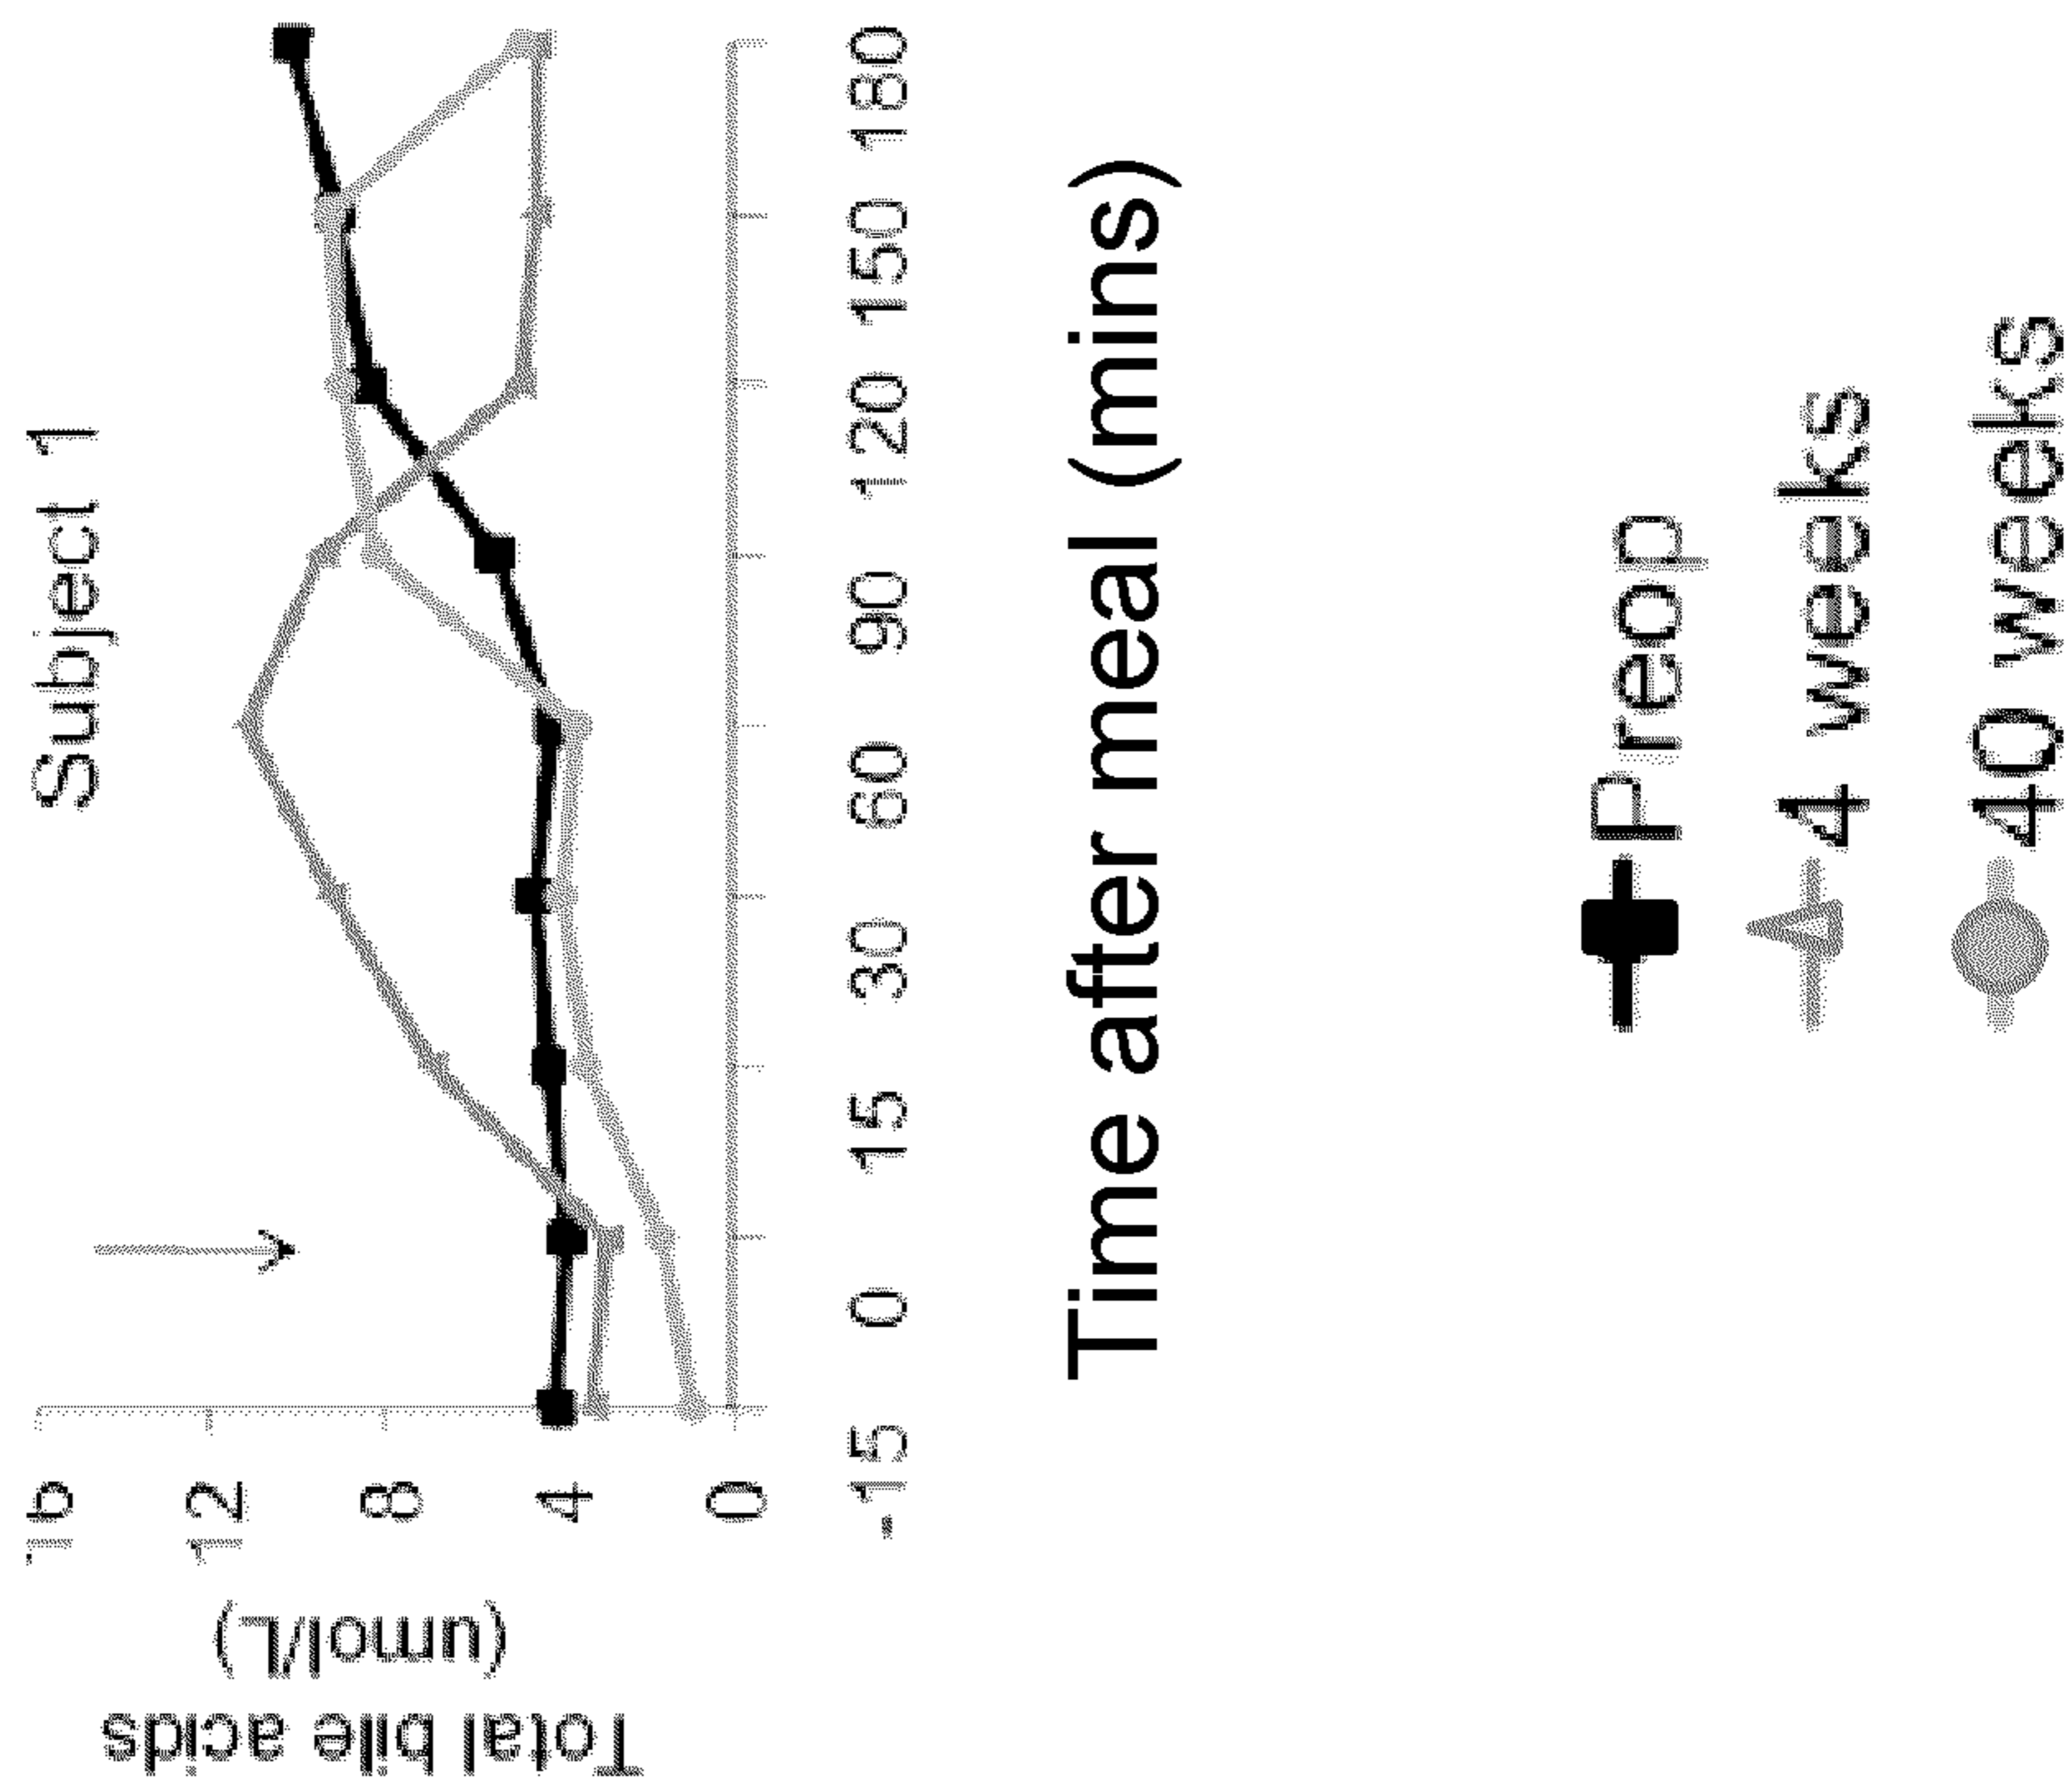 Subject 1
Total bile acids
(umol/L)
16
12
8
4
0
-15 0 15 30 60 90 120 150 180
Time after meal (mins)
Preop
4 weeks
40 weeks